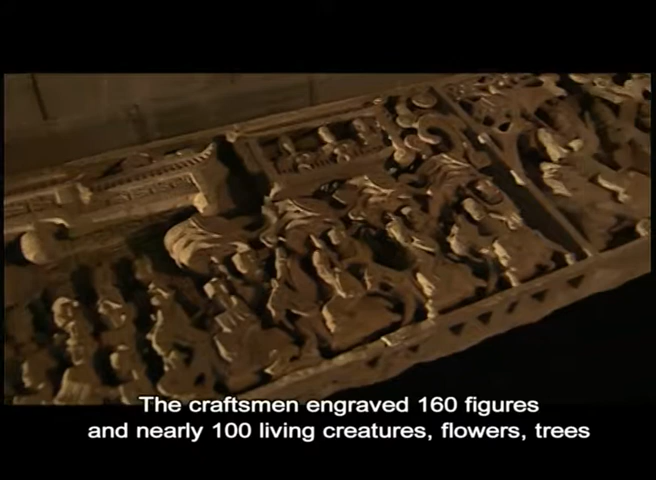 The craftsmen engraved 160 figures
and nearly 100 living creatures, flowers, trees